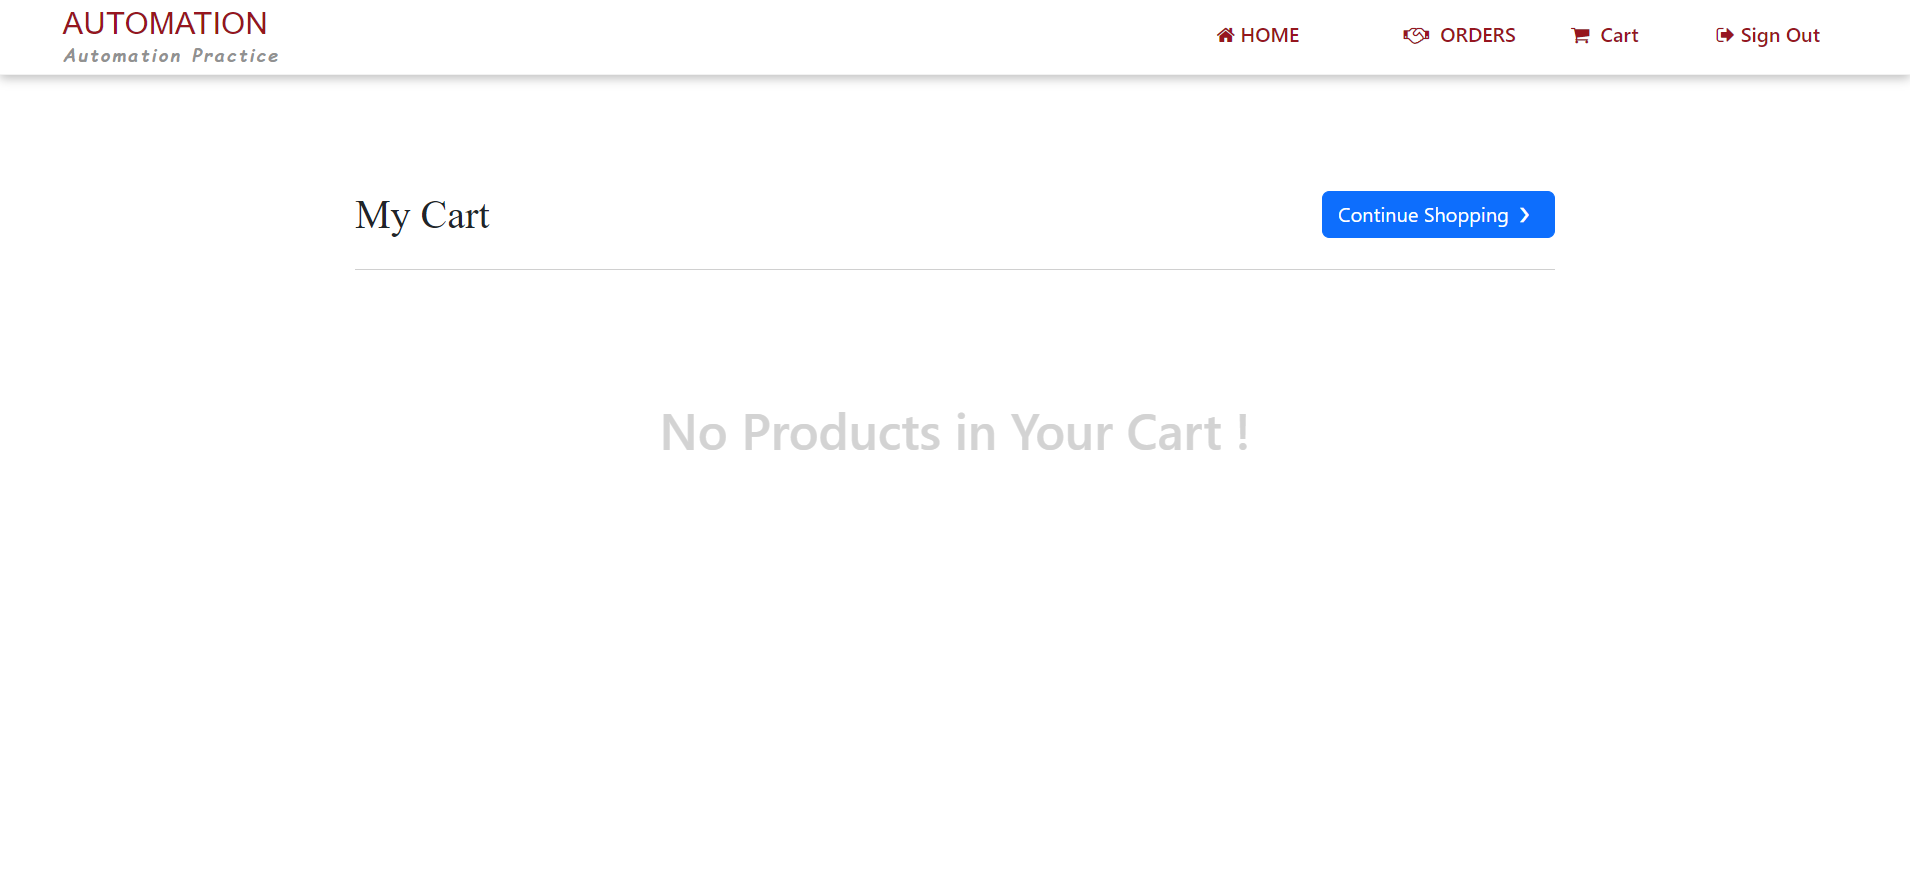 AUTOMATION
Automation Practice
HOME
ORDERS
Cart
Sign Out
My Cart
Continue Shopping ❯
No Products in Your Cart !